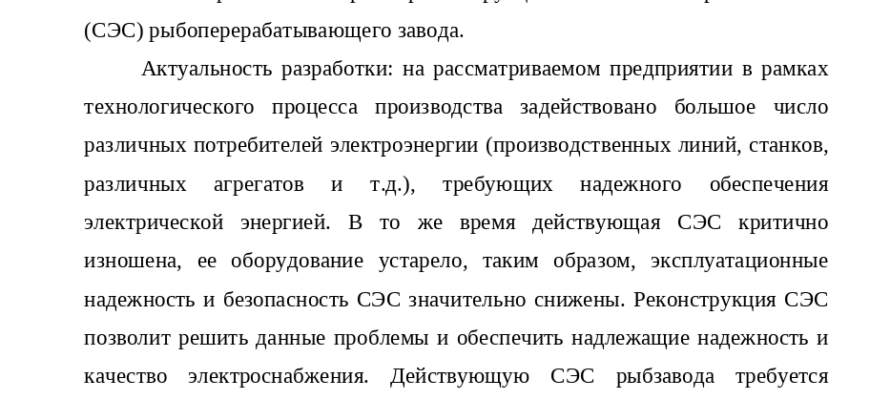 (СЭС) рыбоперерабатывающего завода.
Актуальность разработки: на рассматриваемом предприятии в рамках
технологического процесса производства задействовано большое число
различных потребителей электроэнергии (производственных линий, станков,
различных агрегатов и т.д.), требующих надежного обеспечения
электрической энергией. В то же время действующая СЭС критично
изношена, ее оборудование устарело, таким образом, эксплуатационные
надежность и безопасность СЭС значительно снижены. Реконструкция СЭС
позволит решить данные проблемы и обеспечить надлежащие надежность и
качество электроснабжения. Действующую СЭС рыбзавода требуется